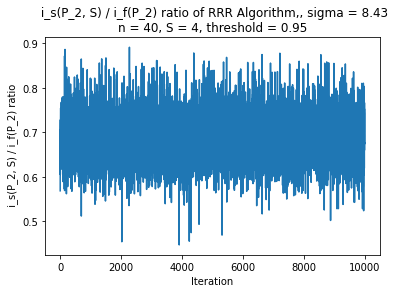 i_s(P_2, S) / i_f(P_2) ratio of RRR Algorithm,, sigma = 8.43
n = 40, S = 4, threshold = 0.95
i_s(P_2, S) / i_f(P_2) ratio
0.9
0.8
0.7
0.6
0.5
0
2000
4000
6000
8000
10000
Iteration